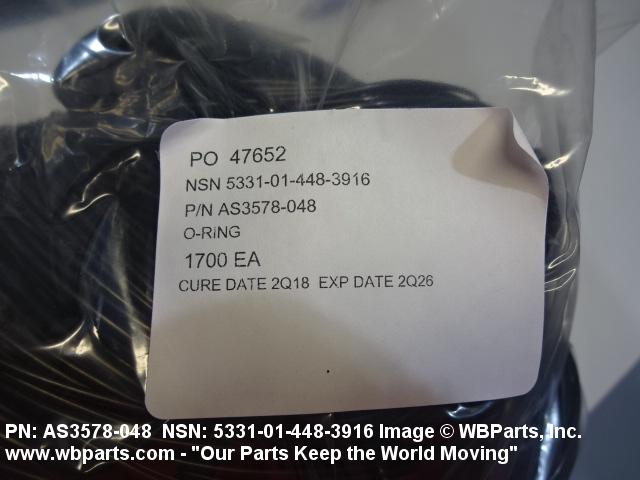 PO 47652
NSN 5331-01-448-3916
P/N AS3578-048
O-RiNG
1700 EA
CURE DATE 2Q18 EXP DATE 2Q26
PN: AS3578-048 NSN: 5331-01-448-3916 Image © WBParts, Inc.
www.wbparts.com - "Our Parts Keep the World Moving"